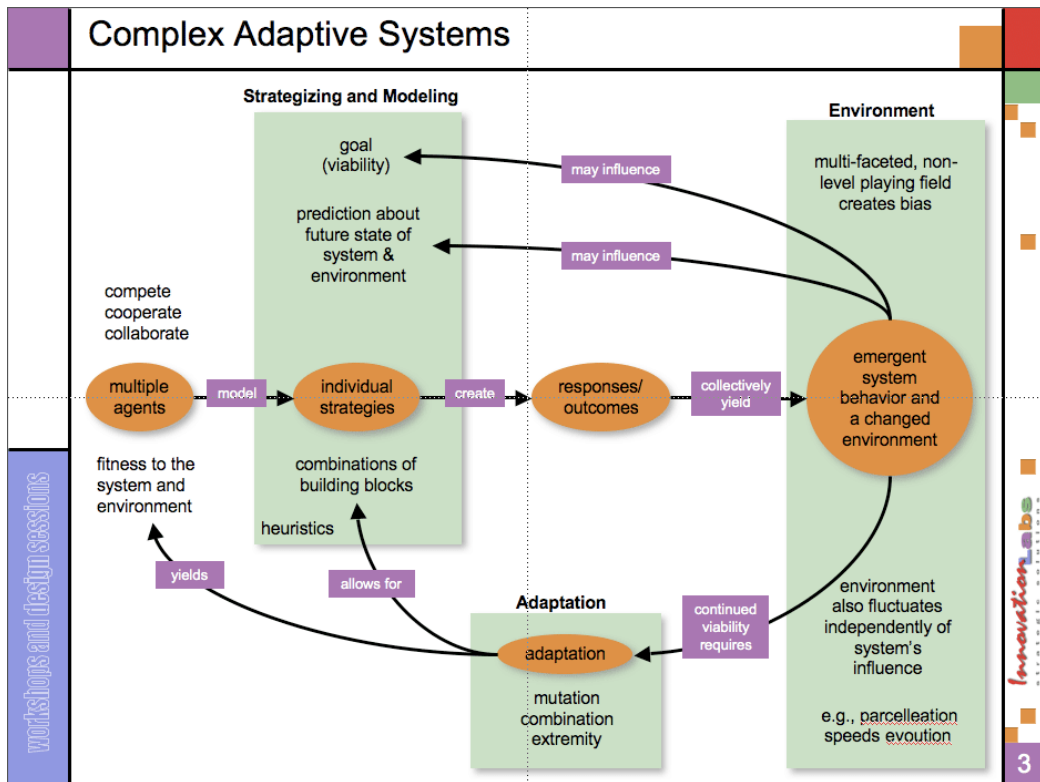 Complex Adaptive Systems
Strategizing and Modeling
goal
(viability)
prediction about
future state of
system &
environment
may influence
may influence
Environment
multi-faceted, non-
level playing field
creates bias
compete
cooperate
collaborate
multiple
agents
model
individual
strategies
create
responses/
outcomes
collectively
yield
emergent
system
behavior and
a changed
environment
fitness to the
system and
environment
combinations of
building blocks
heuristics
yields
allows for
Adaptation
adaptation
mutation
combination
extremity
continued
viability
requires
environment
also fluctuates
independently of
system's
influence
e.g., parcelleation
speeds evoution
workshops and design sessions
InnovationLabs
3